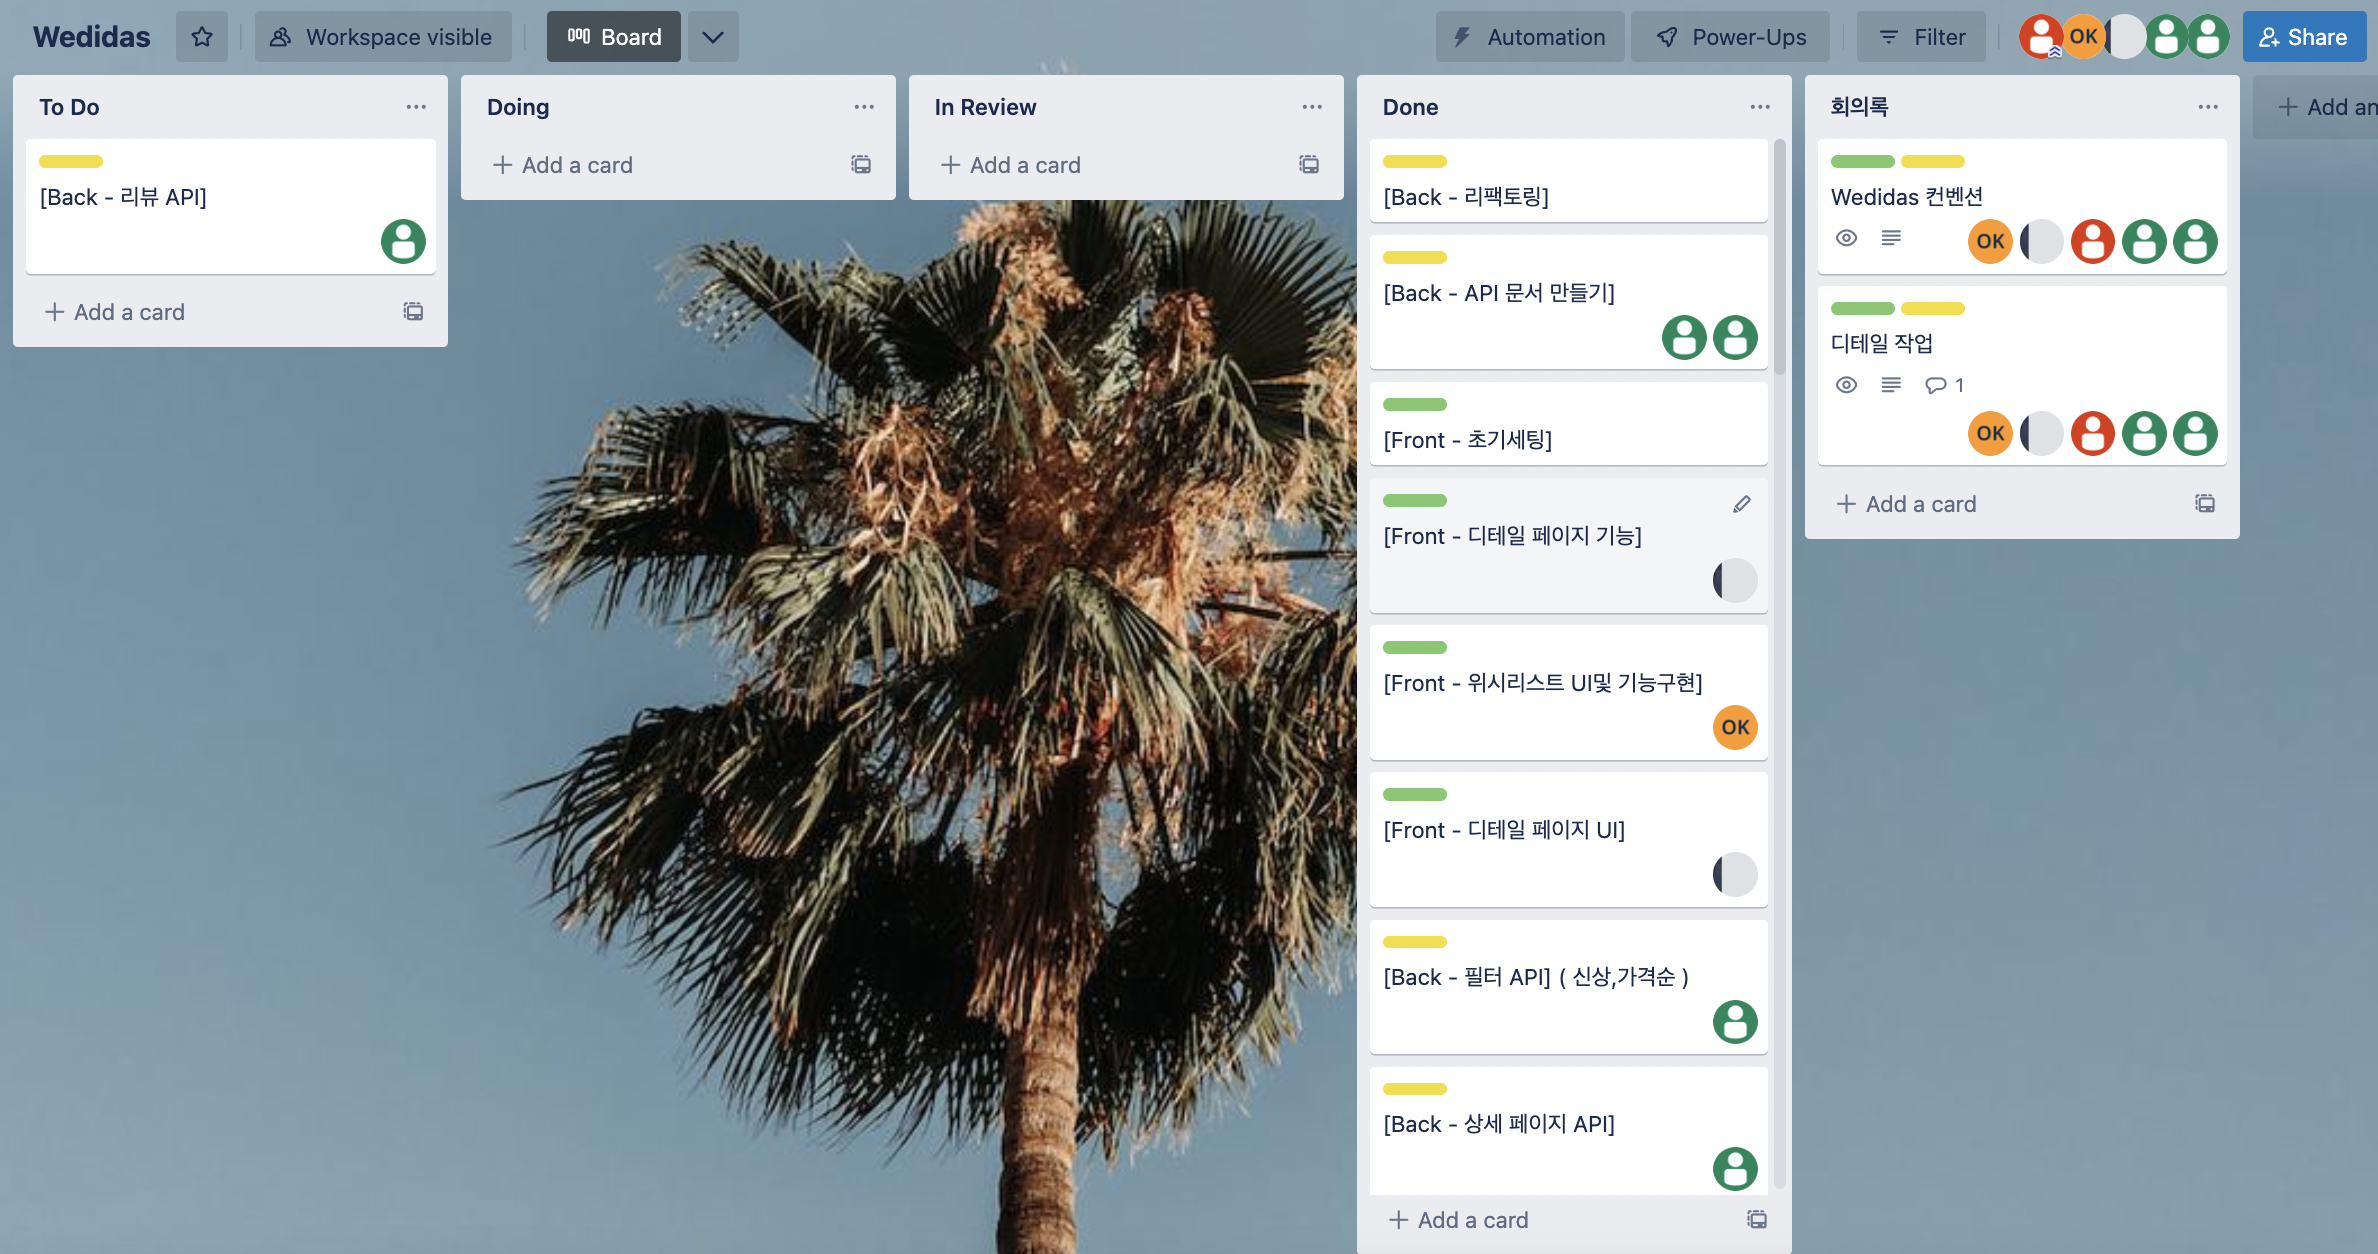 Wedidas
Workspace visible
Board
Automation
Power-Ups
Filter
OK
Share
To Do
[Back - 리뷰 API]
Add a card
Doing
Add a card
In Review
Add a card
Done
[Back - 리팩토링]
[Back - API 문서 만들기]
[Front - 초기세팅]
[Front - 디테일 페이지 기능]
[Front - 위시리스트 UI및 기능구현]
OK
[Front - 디테일 페이지 UI]
[Back - 필터 API] ( 신상,가격순 )
[Back - 상세 페이지 API]
Add a card
회의록
Wedidas 컨벤션
OK
디테일 작업
1
OK
Add a card
Add an